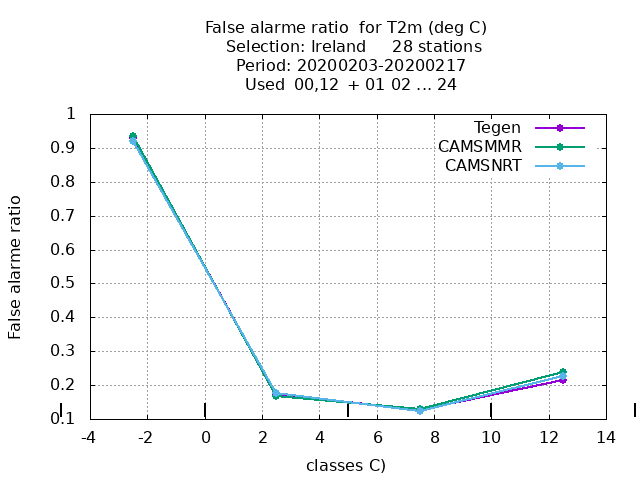 False alarme ratio  for T2m (deg C)
Selection: Ireland     28 stations
Period: 20200203-20200217
Used  00,12  + 01 02 ... 24
1
0.9
0.8
0.7
0.6
0.5
0.4
0.3
0.2
0.1
False alarme ratio
Tegen
CAMSMMR
CAMSNRT
-4 -2 0 2 4 6 8 10 12 14
classes C)